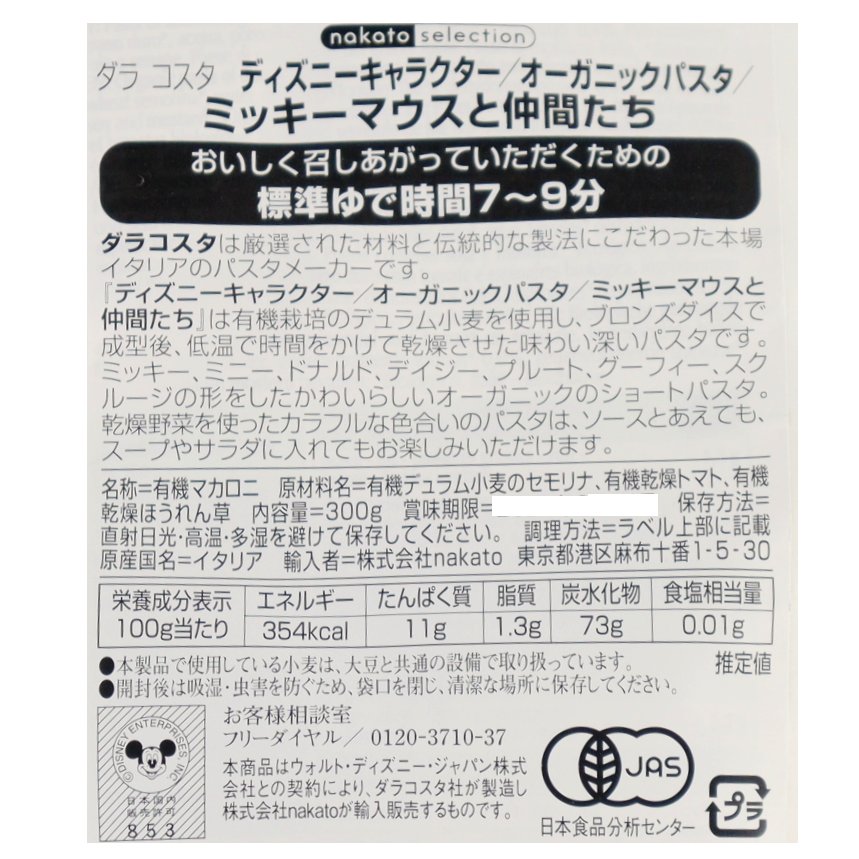 nakato selection
ダラ コスタ ディズニーキャラクター/オーガニックパスタ/
ミッキーマウスと仲間たち
おいしく召しあがっていただくための
標準ゆで時間7〜9分
ダラコスタは厳選された材料と伝統的な製法にこだわった本場
イタリアのパスタメーカーです。
『ディズニーキャラクター/オーガニックパスタ/ミッキーマウスと
仲間たち』は有機栽培のデュラム小麦を使用し、ブロンズダイスで
成型後、低温で時間をかけて乾燥させた味わい深いパスタです。
ミッキー、ミニー、ドナルド、デイジー、プルート、グーフィー、スク
ルージの形をしたかわいらしいオーガニックのショートパスタ。
乾燥野菜を使ったカラフルな色合いのパスタは、ソースとあえても、
スープやサラダに入れてもお楽しみいただけます。
名称=有機マカロニ 原材料名=有機デュラム小麦のセモリナ、有機乾燥トマト、有機
乾燥ほうれん草 内容量=300g 賞味期限= 保存方法=
直射日光・高温・多湿を避けて保存してください。 調理方法=ラベル上部に記載
原産国名=イタリア 輸入者=株式会社nakato 東京都港区麻布十番1-5-30
栄養成分表示 エネルギー たんぱく質 脂質 炭水化物 食塩相当量
100g当たり 354kcal 11g 1.3g 73g 0.01g
●本製品で使用している小麦は、大豆と共通の設備で取り扱っています。 推定値
●開封後は吸湿・虫害を防ぐため、袋口を閉じ、清潔な場所に保存してください。
お客様相談室
フリーダイヤル/0120-3710-37
本商品はウォルト・ディズニー・ジャパン株式
会社との契約により、ダラコスタ社が製造し
株式会社nakatoが輸入販売するものです。
©DISNEY ENTERPRISES, INC.
日本国内
販売許可
853
JAS
日本食品分析センター
プラ